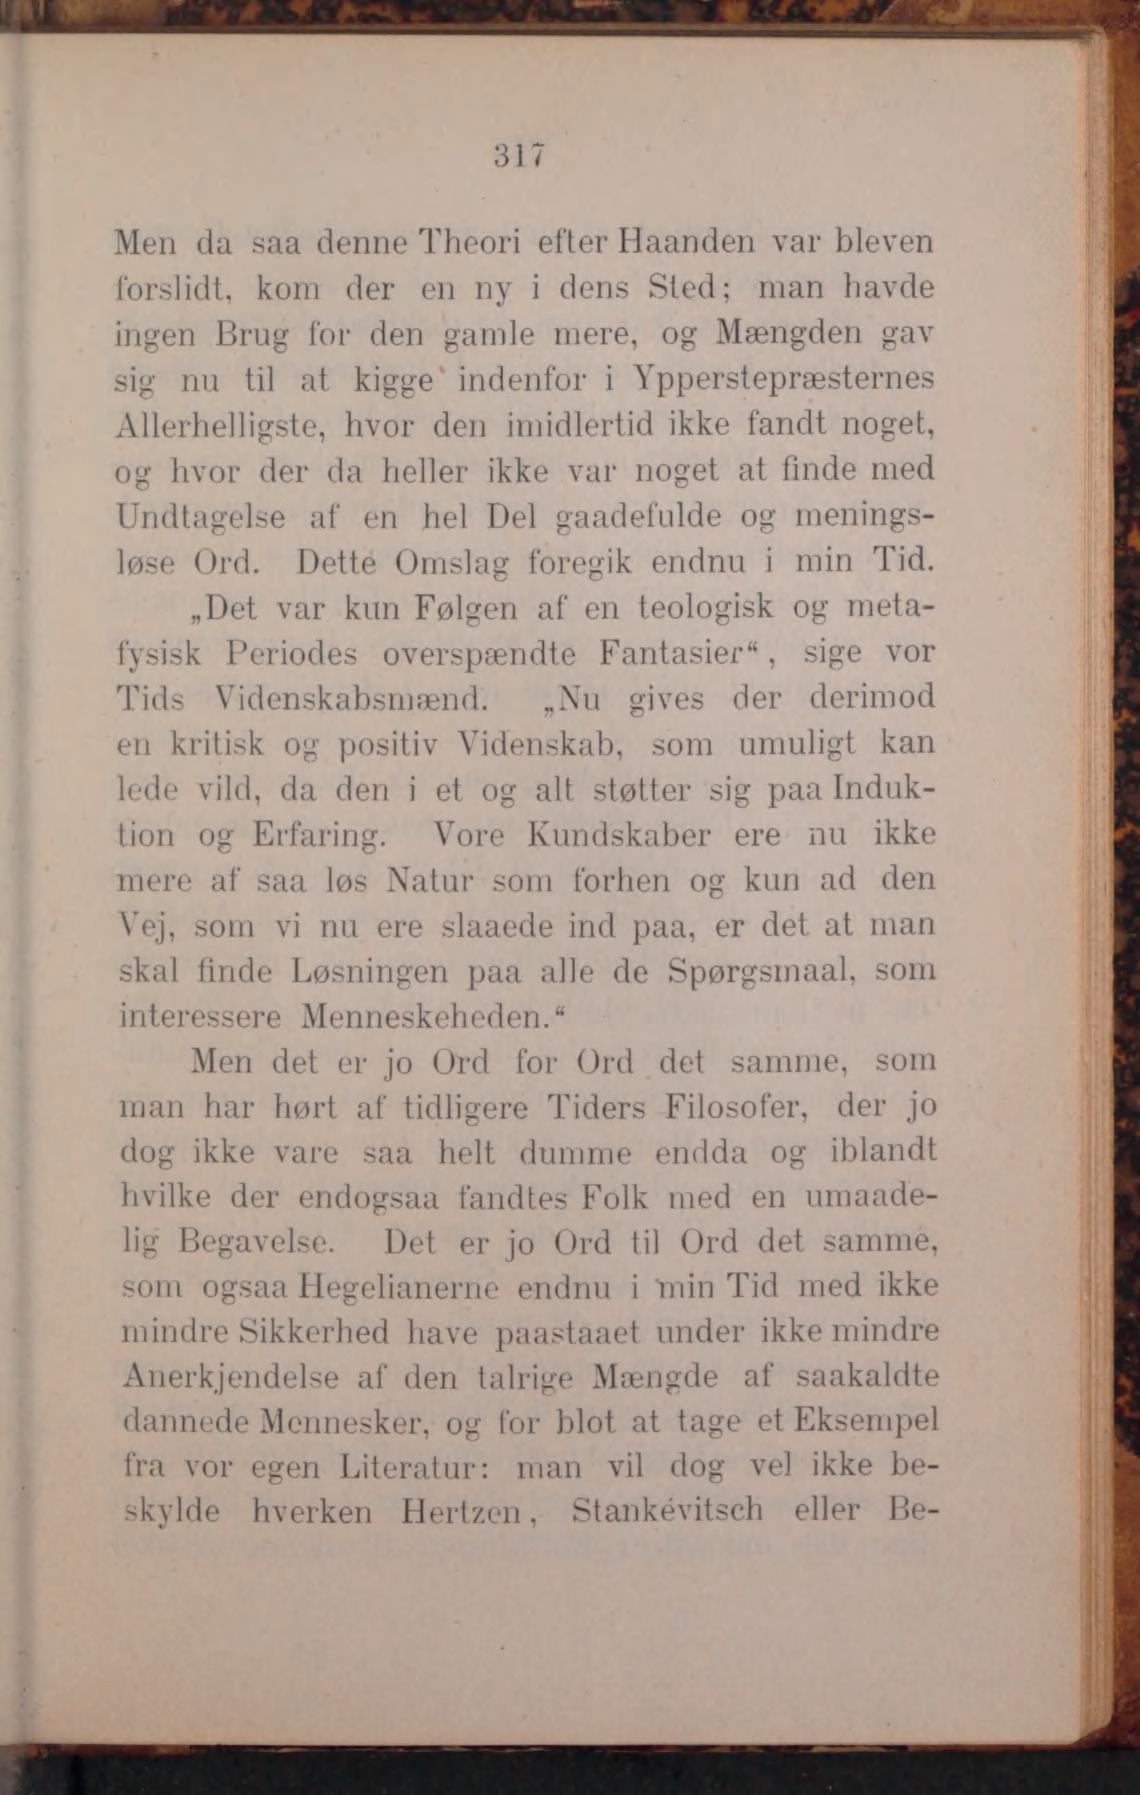 317
Men da saa denne Theori efter Haanden var bleven
forslidt, kom der en ny i dens Sted; man havde
ingen Brug for den gamle mere, og Mængden gav
sig nu til at kigge indenfor i Ypperstepræsternes
Allerhelligste, hvor den imidlertid ikke fandt noget,
og hvor der da heller ikke var noget at finde med
Undtagelse af en hel Del gaadefulde og menings-
løse Ord. Dette Omslag foregik endnu i min Tid.
„Det var kun Følgen af en teologisk og meta-
fysisk Periodes overspændte Fantasier“, sige vor
Tids Videnskabsmænd. „Nu gives der derimod
en kritisk og positiv Videnskab, som umuligt kan
lede vild, da den i et og alt støtter sig paa Induk-
tion og Erfaring. Vore Kundskaber ere nu ikke
mere af saa løs Natur som forhen og kun ad den
Vej, som vi nu ere slaaede ind paa, er det at man
skal finde Løsningen paa alle de Spørgsmaal, som
interessere Menneskeheden.“
Men det er jo Ord for Ord det samme, som
man har hørt af tidligere Tiders Filosofer, der jo
dog ikke vare saa helt dumme endda og iblandt
hvilke der endogsaa fandtes Folk med en umaade-
lig Begavelse. Det er jo Ord til Ord det samme,
som ogsaa Hegelianerne endnu i min Tid med ikke
mindre Sikkerhed have paastaaet under ikke mindre
Anerkjendelse af den talrige Mængde af saakaldte
dannede Mennesker, og for blot at tage et Eksempel
fra vor egen Literatur: man vil dog vel ikke be-
skylde hverken Hertzen, Stankévitsch eller Be-